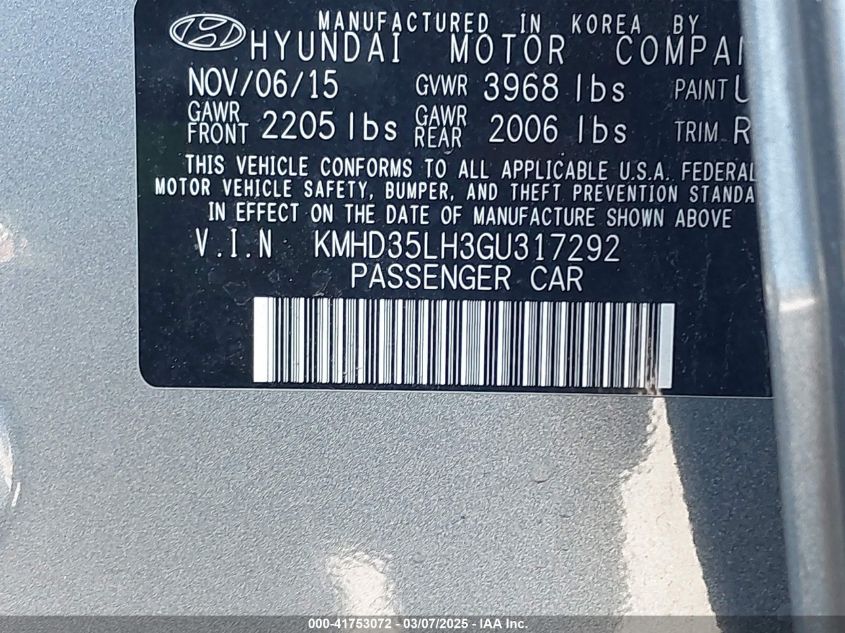 MANUFACTURED IN KOREA BY
HYUNDAI MOTOR
NOV/06/15 GVWR 3968 lbs PAINT
GAWR FRONT 2205 lbs GAWR REAR 2006 lbs TRIM
THIS VEHICLE CONFORMS TO ALL APPLICABLE U.S.A. FEDERAL
MOTOR VEHICLE SAFETY, BUMPER, AND THEFT PREVENTION
IN EFFECT ON THE DATE OF MANUFACTURE SHOWN ABOVE
V.I.N KMHD35LH3GU317292
PASSENGER CAR
000-41753072 — 03/07/2025 — IAA Inc.